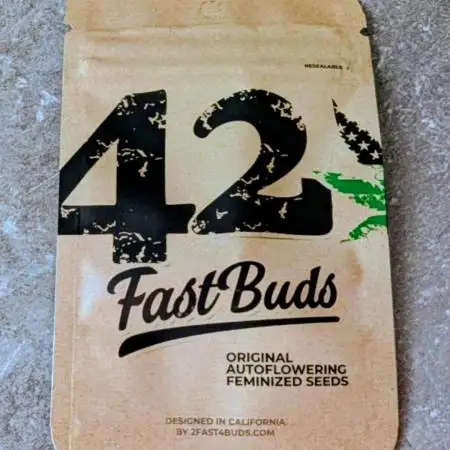 RESEALABLE
42
FastBuds
ORIGINAL
AUTOFLOWERING
FEMINIZED SEEDS
DESIGNED IN CALIFORNIA
BY 2FAST4BUDS.COM